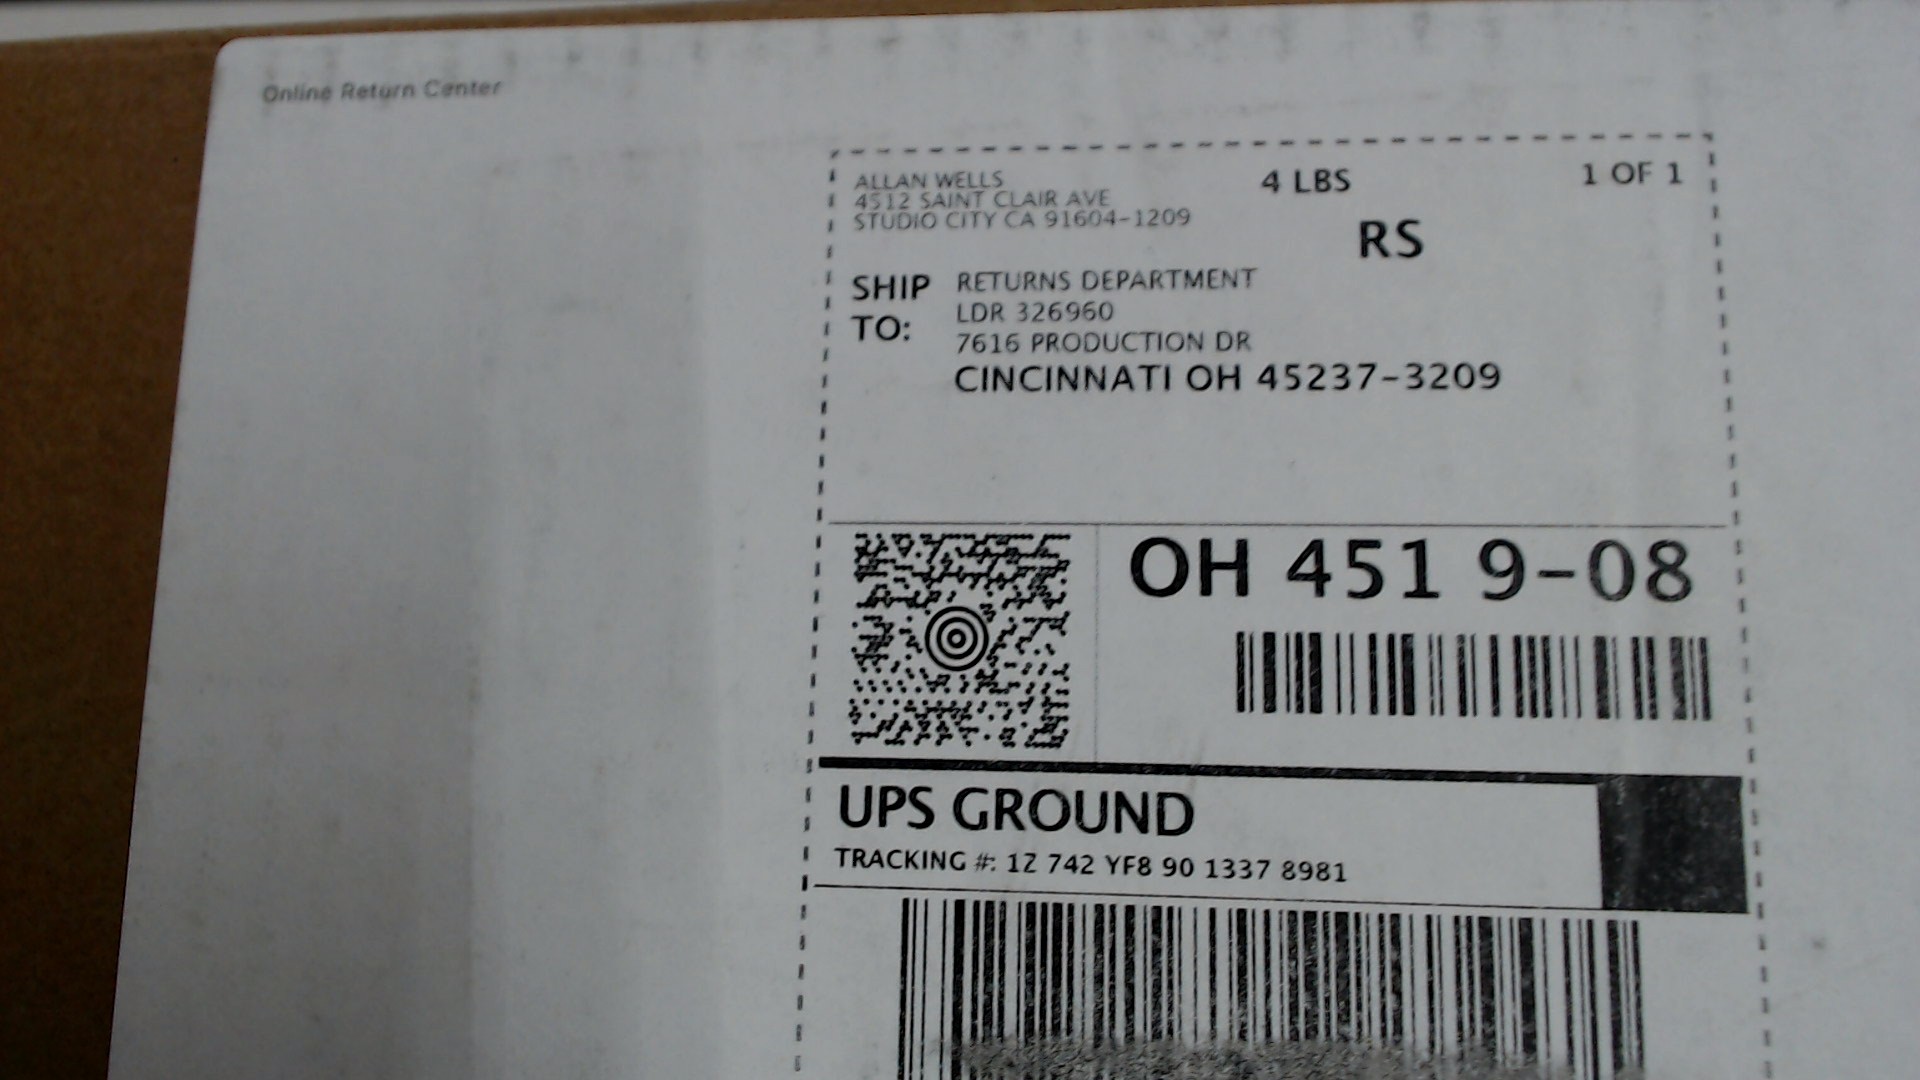 Online Return Center
ALLAN WELLS
4512 SAINT CLAIR AVE
STUDIO CITY CA 91604-1209
4 LBS
1 OF 1
RS
SHIP TO:
RETURNS DEPARTMENT
LDR 326960
7616 PRODUCTION DR
CINCINNATI OH 45237-3209
OH 451 9-08
UPS GROUND
TRACKING #: 1Z 742 YF8 90 1337 8981